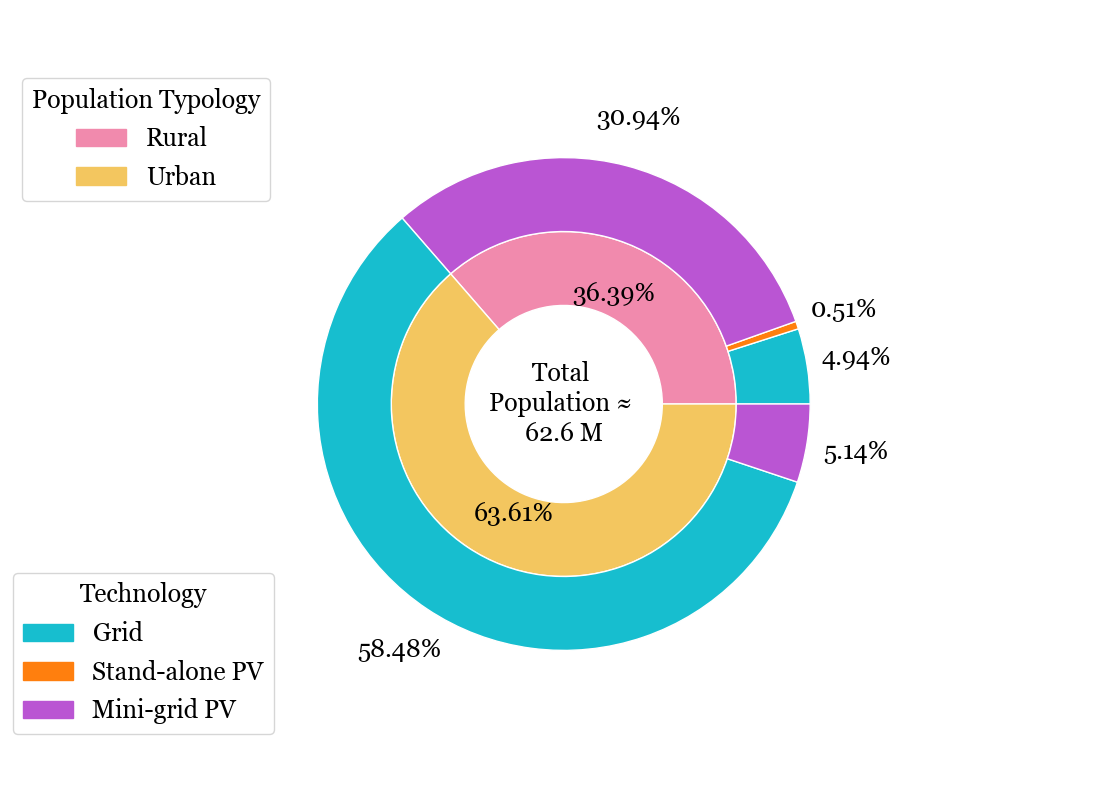 Population Typology
Rural
Urban
30.94%
0.51%
36.39%
4.94%
Total
Population ≈
62.6 M
5.14%
63.61%
58.48%
Technology
Grid
Stand-alone PV
Mini-grid PV